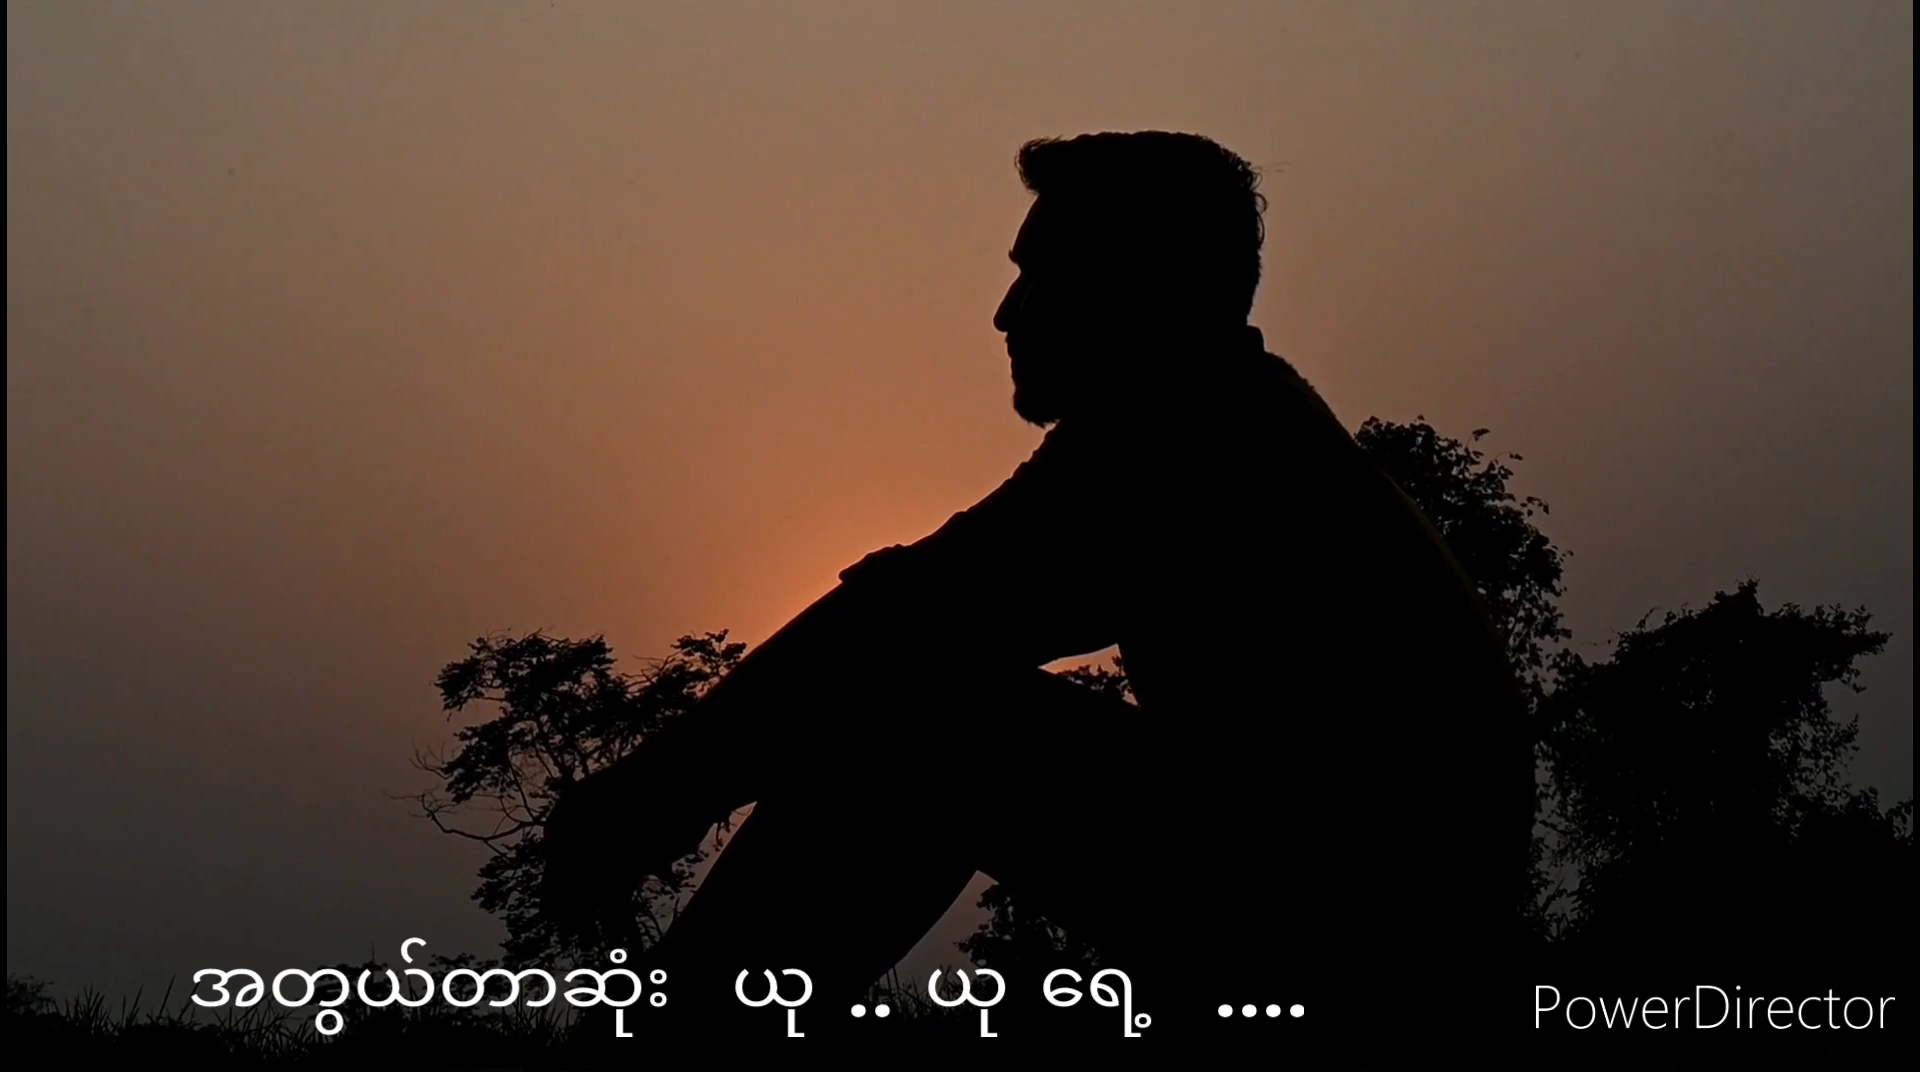 အတွယ်တာဆုံး ယု .. ယု ရေ့ ....
PowerDirector